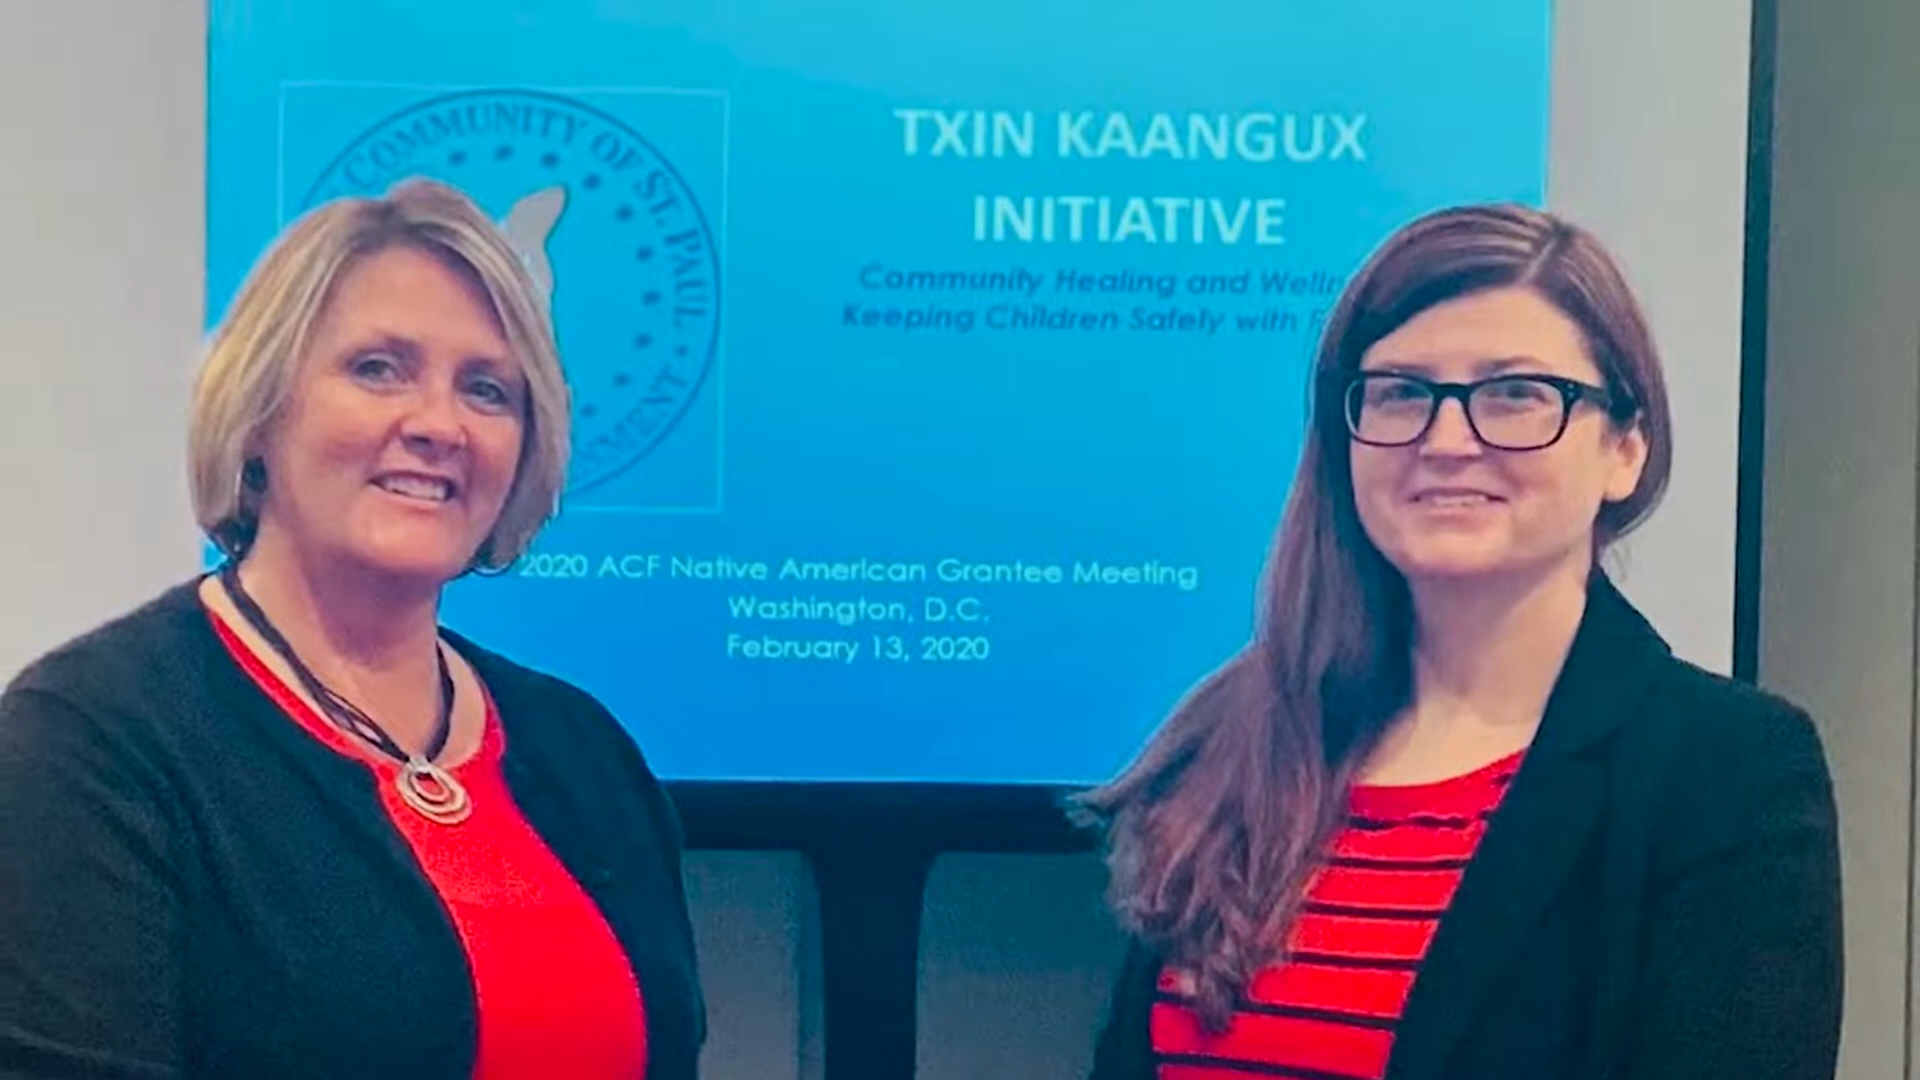 COMMUNITY OF ST. PAUL
TXIN KAANGUX
INITIATIVE
Community Healing and
Keeping Children Safely with
2020 ACF Native American Grantee Meeting
Washington, D.C.
February 13, 2020